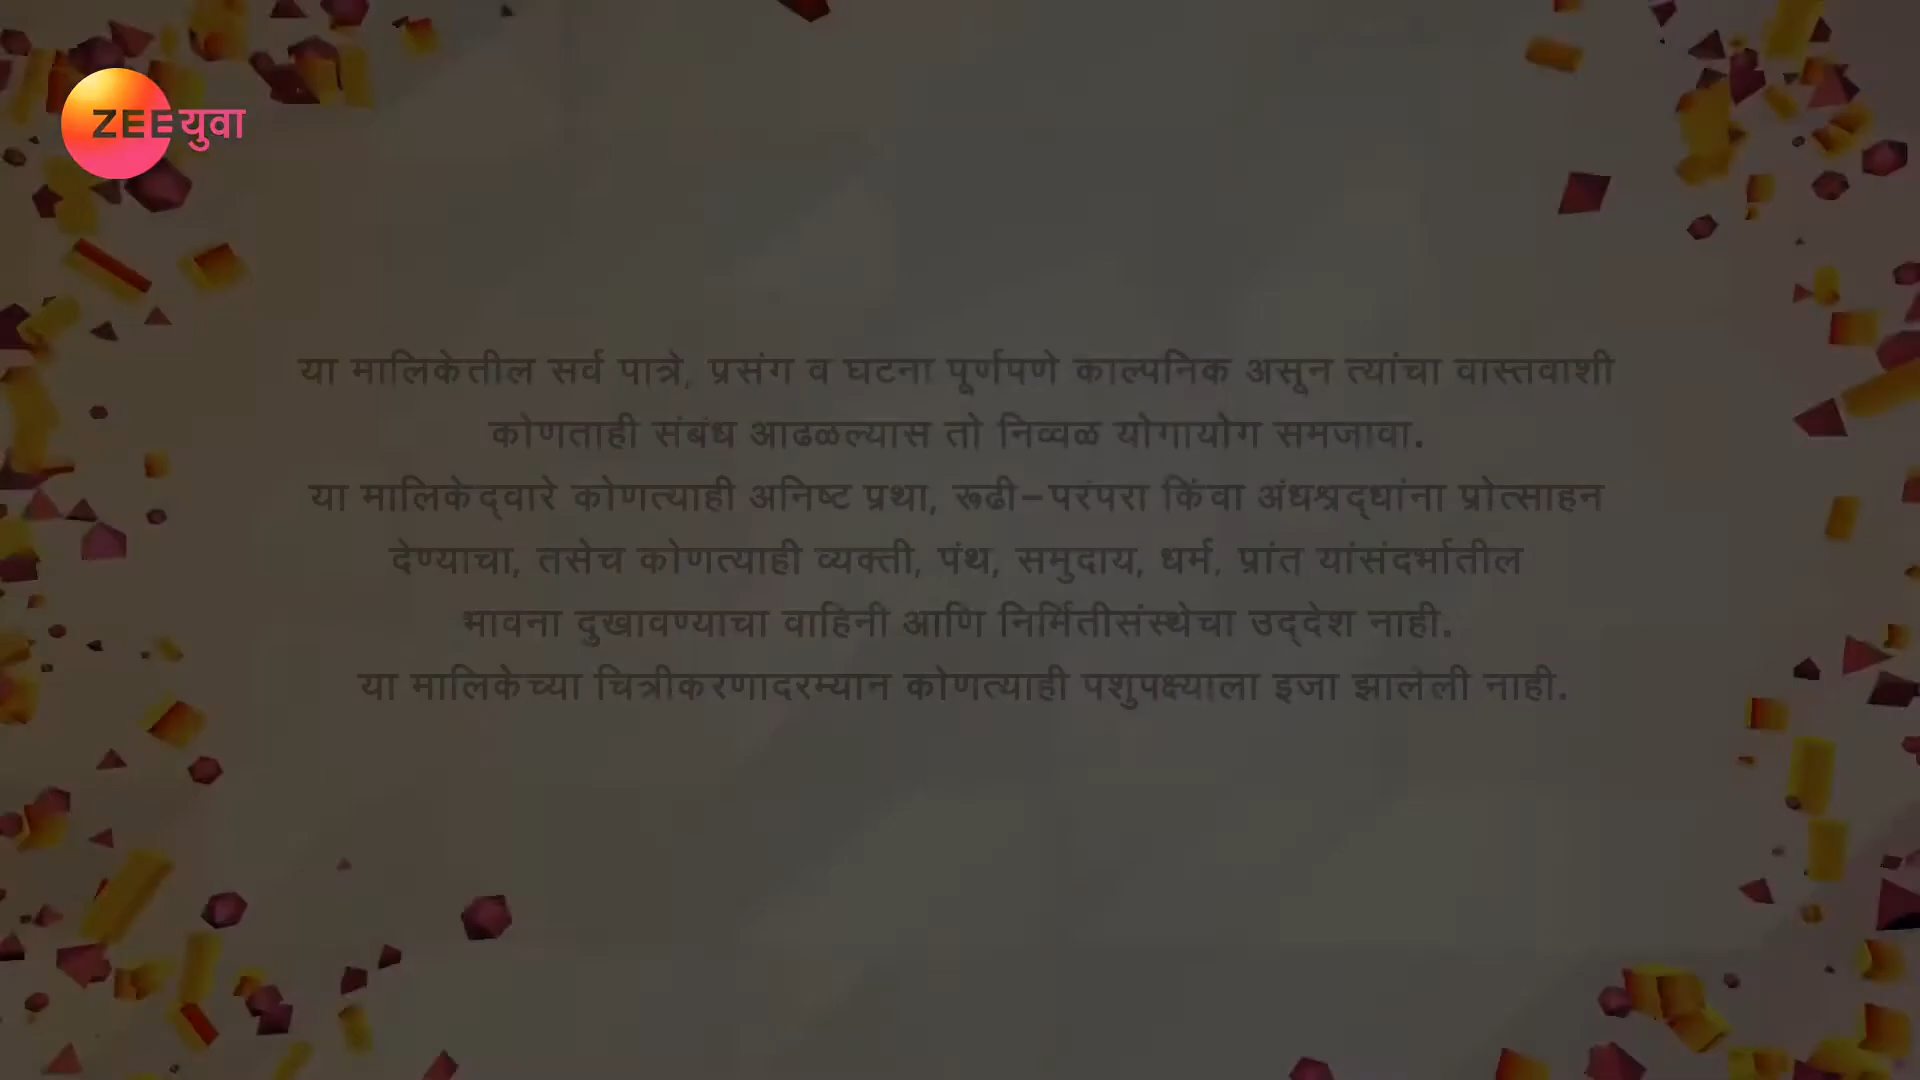 ZEE युवा
या मालिकेतील सर्व पात्रे, प्रसंग व घटना पूर्णपणे काल्पनिक असून त्यांचा वास्तवाशी
कोणताही संबंध आढळल्यास तो निव्वळ योगायोग समजावा.
या मालिकेद्वारे कोणत्याही अनिष्ट प्रथा, रूढी-परंपरा किंवा अंधश्रद्धांना प्रोत्साहन
देण्याचा, तसेच कोणत्याही व्यक्ती, पंथ, समुदाय, धर्म, प्रांत यांसंदर्भातील
भावना दुखावण्याचा वाहिनी आणि निर्मितीसंस्थेचा उद्देश नाही.
या मालिकेच्या चित्रीकरणादरम्यान कोणत्याही पशुपक्ष्याला इजा झालेली नाही.